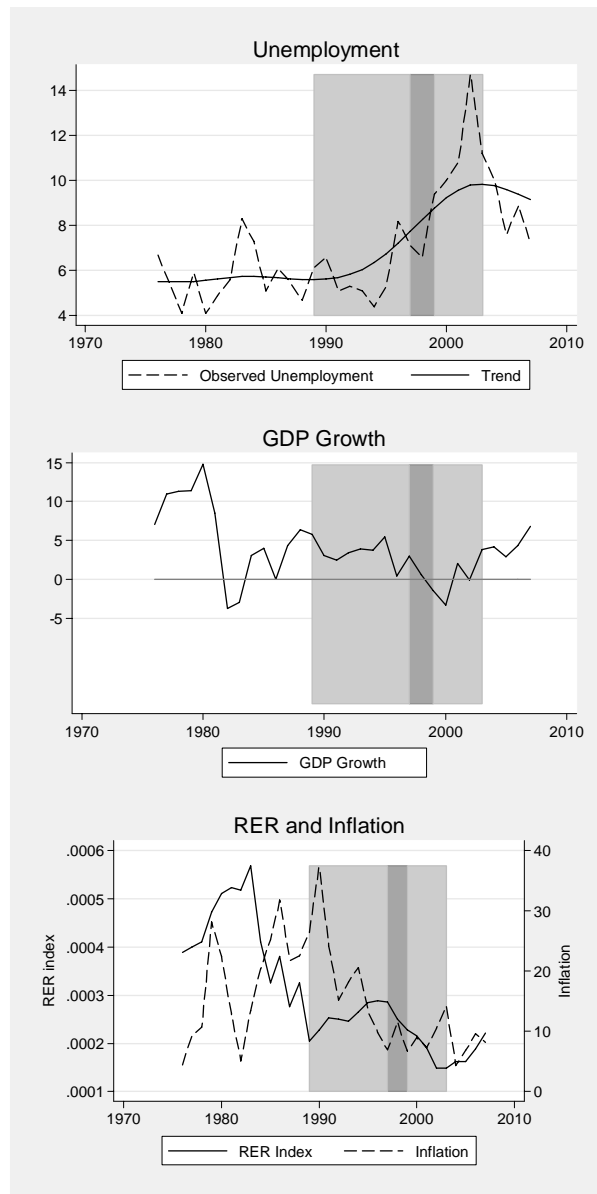 Unemployment
14
12
10
8
6
4
1970 1980 1990 2000 2010
Observed Unemployment Trend
GDP Growth
15
10
5
0
-5
1970 1980 1990 2000 2010
GDP Growth
RER and Inflation
.0006 40
.0005 30
.0004
.0003 20
.0002 10
.0001 0
RER index
Inflation
1970 1980 1990 2000 2010
RER Index Inflation